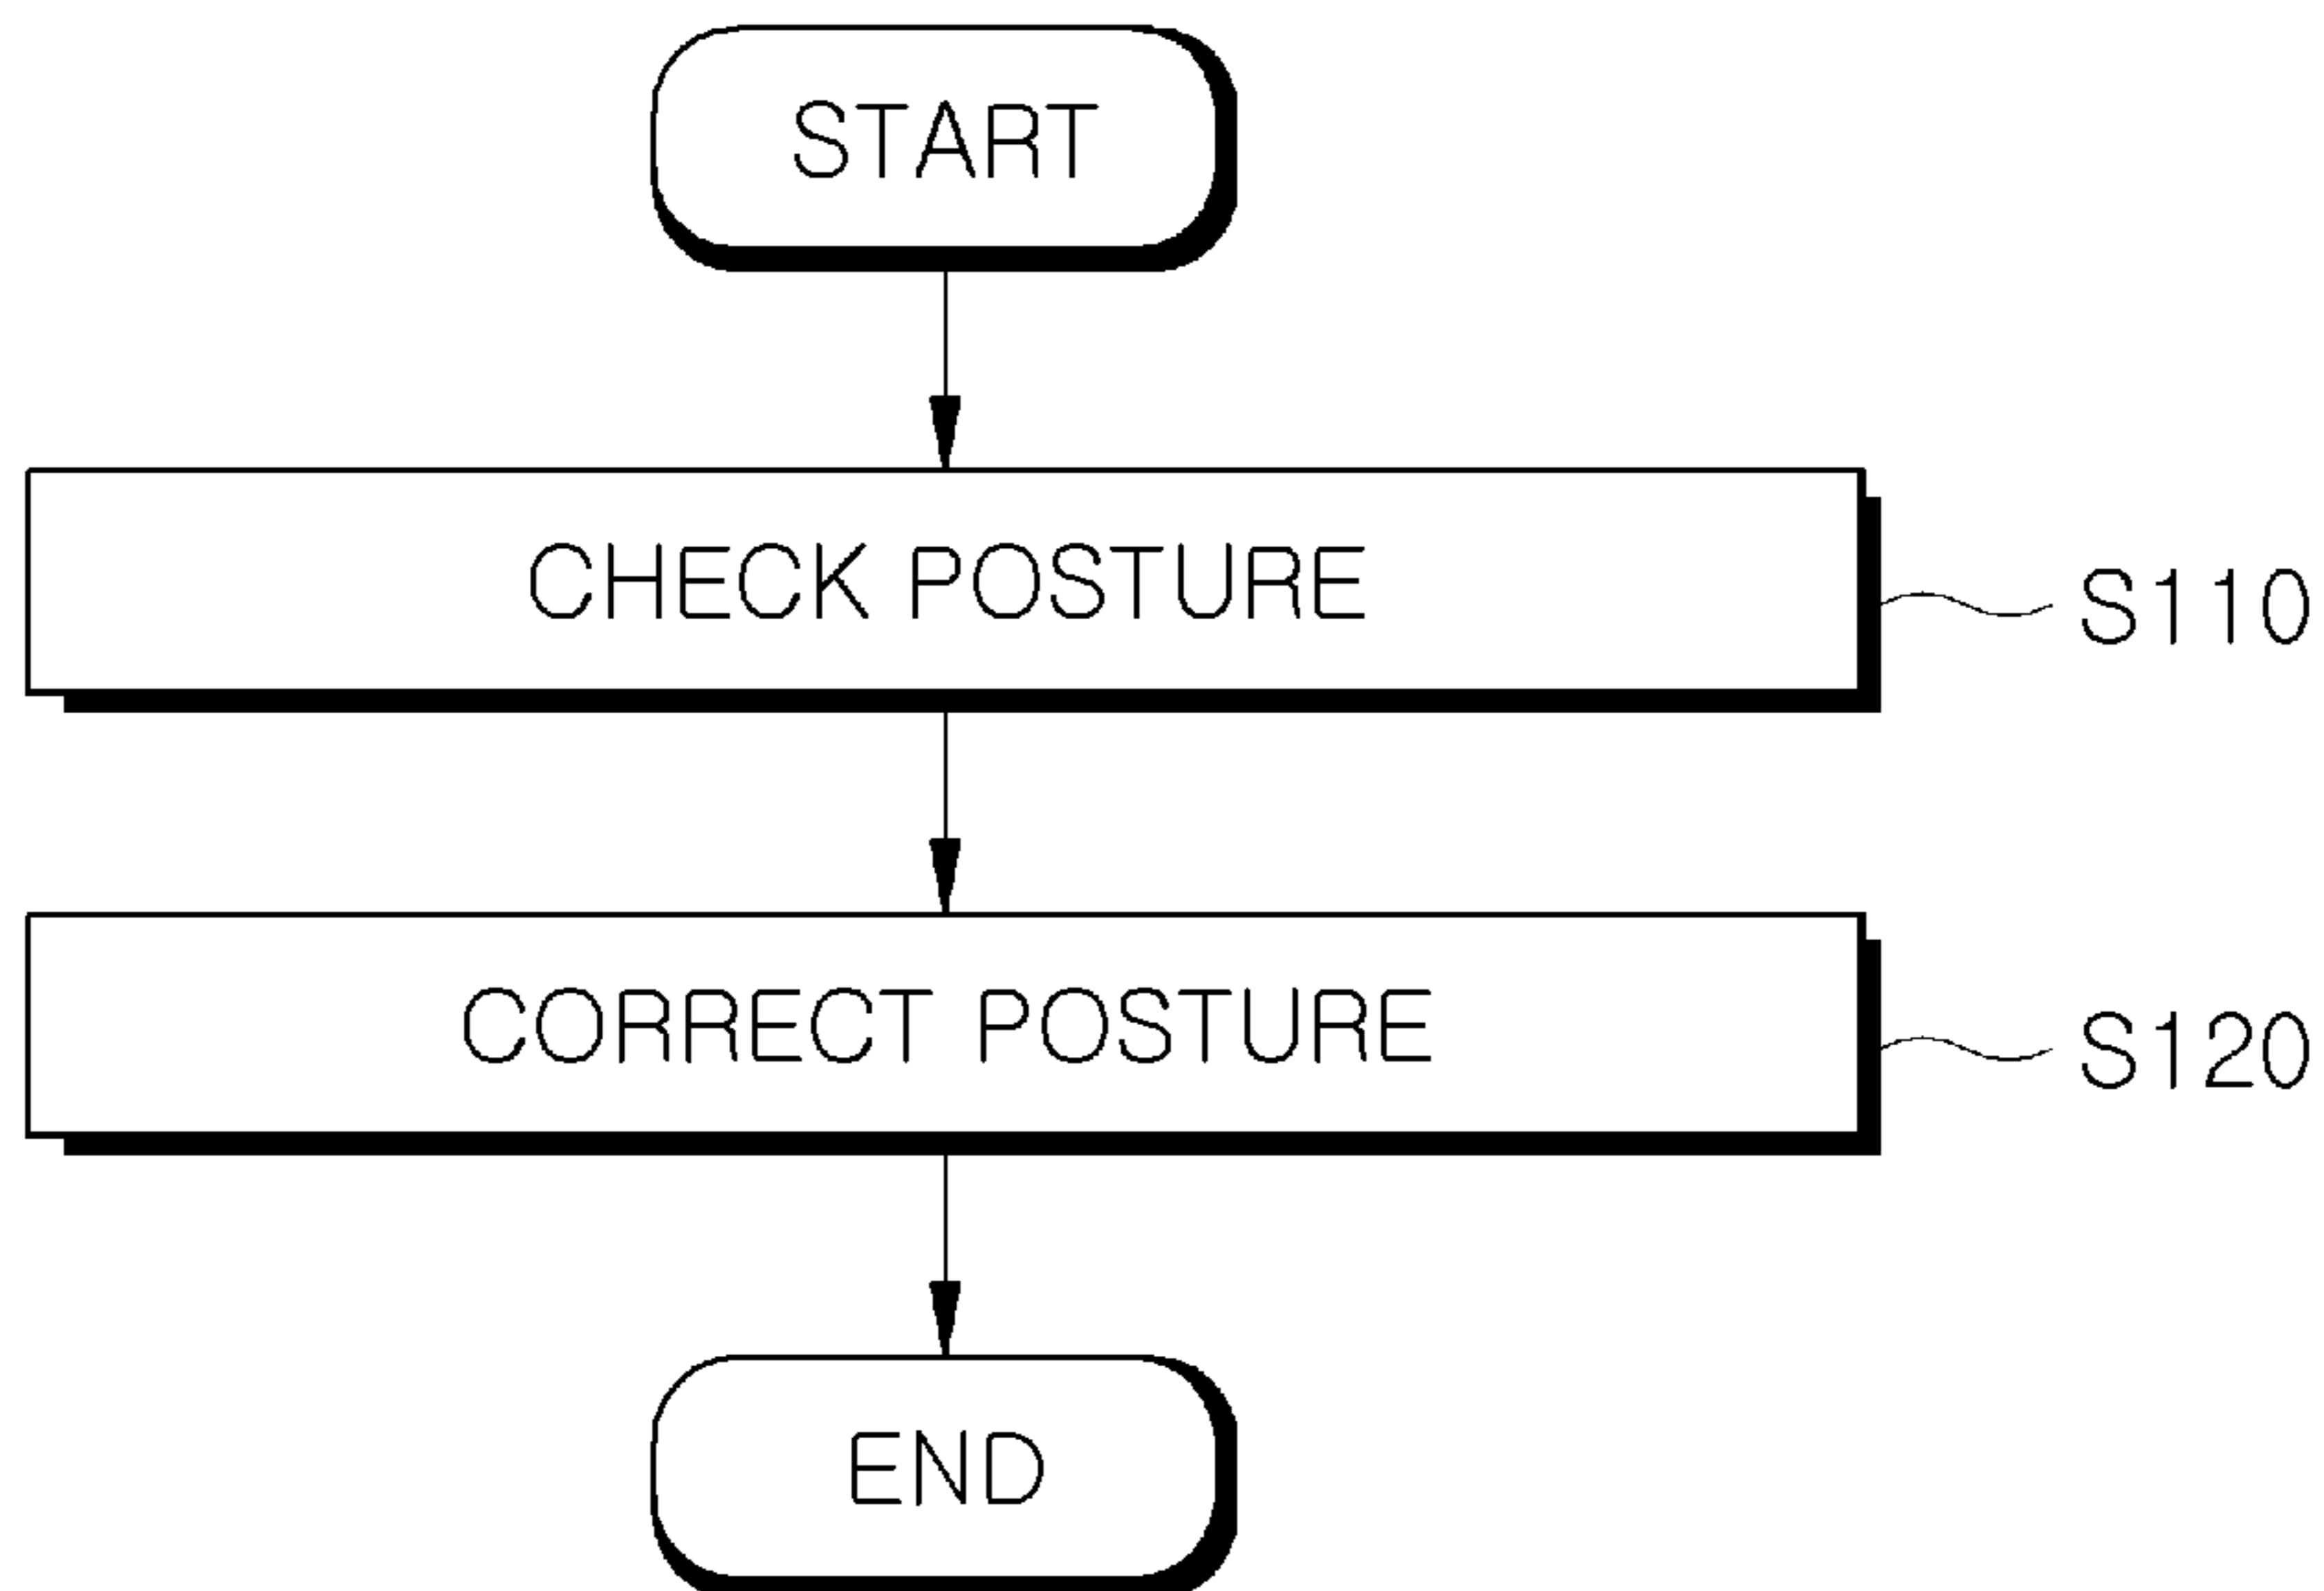 START
CHECK POSTURE
S110
CORRECT POSTURE
S120
END